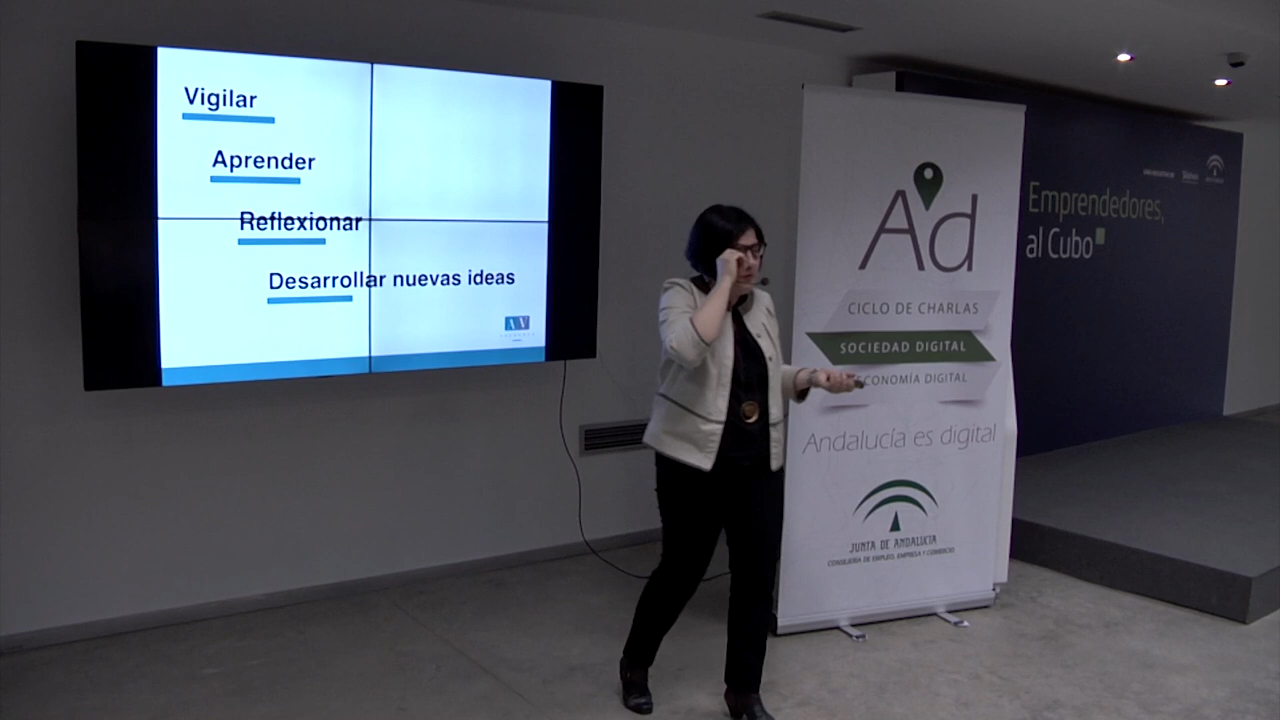 Vigilar
Aprender
Reflexionar
Desarrollar nuevas ideas
AV
Ad
CICLO DE CHARLAS
SOCIEDAD DIGITAL
ECONOMÍA DIGITAL
Andalucía es digital
JUNTA DE ANDALUCIA
CONSEJERÍA DE EMPLEO, EMPRESA Y COMERCIO
Emprendedores,
al Cubo